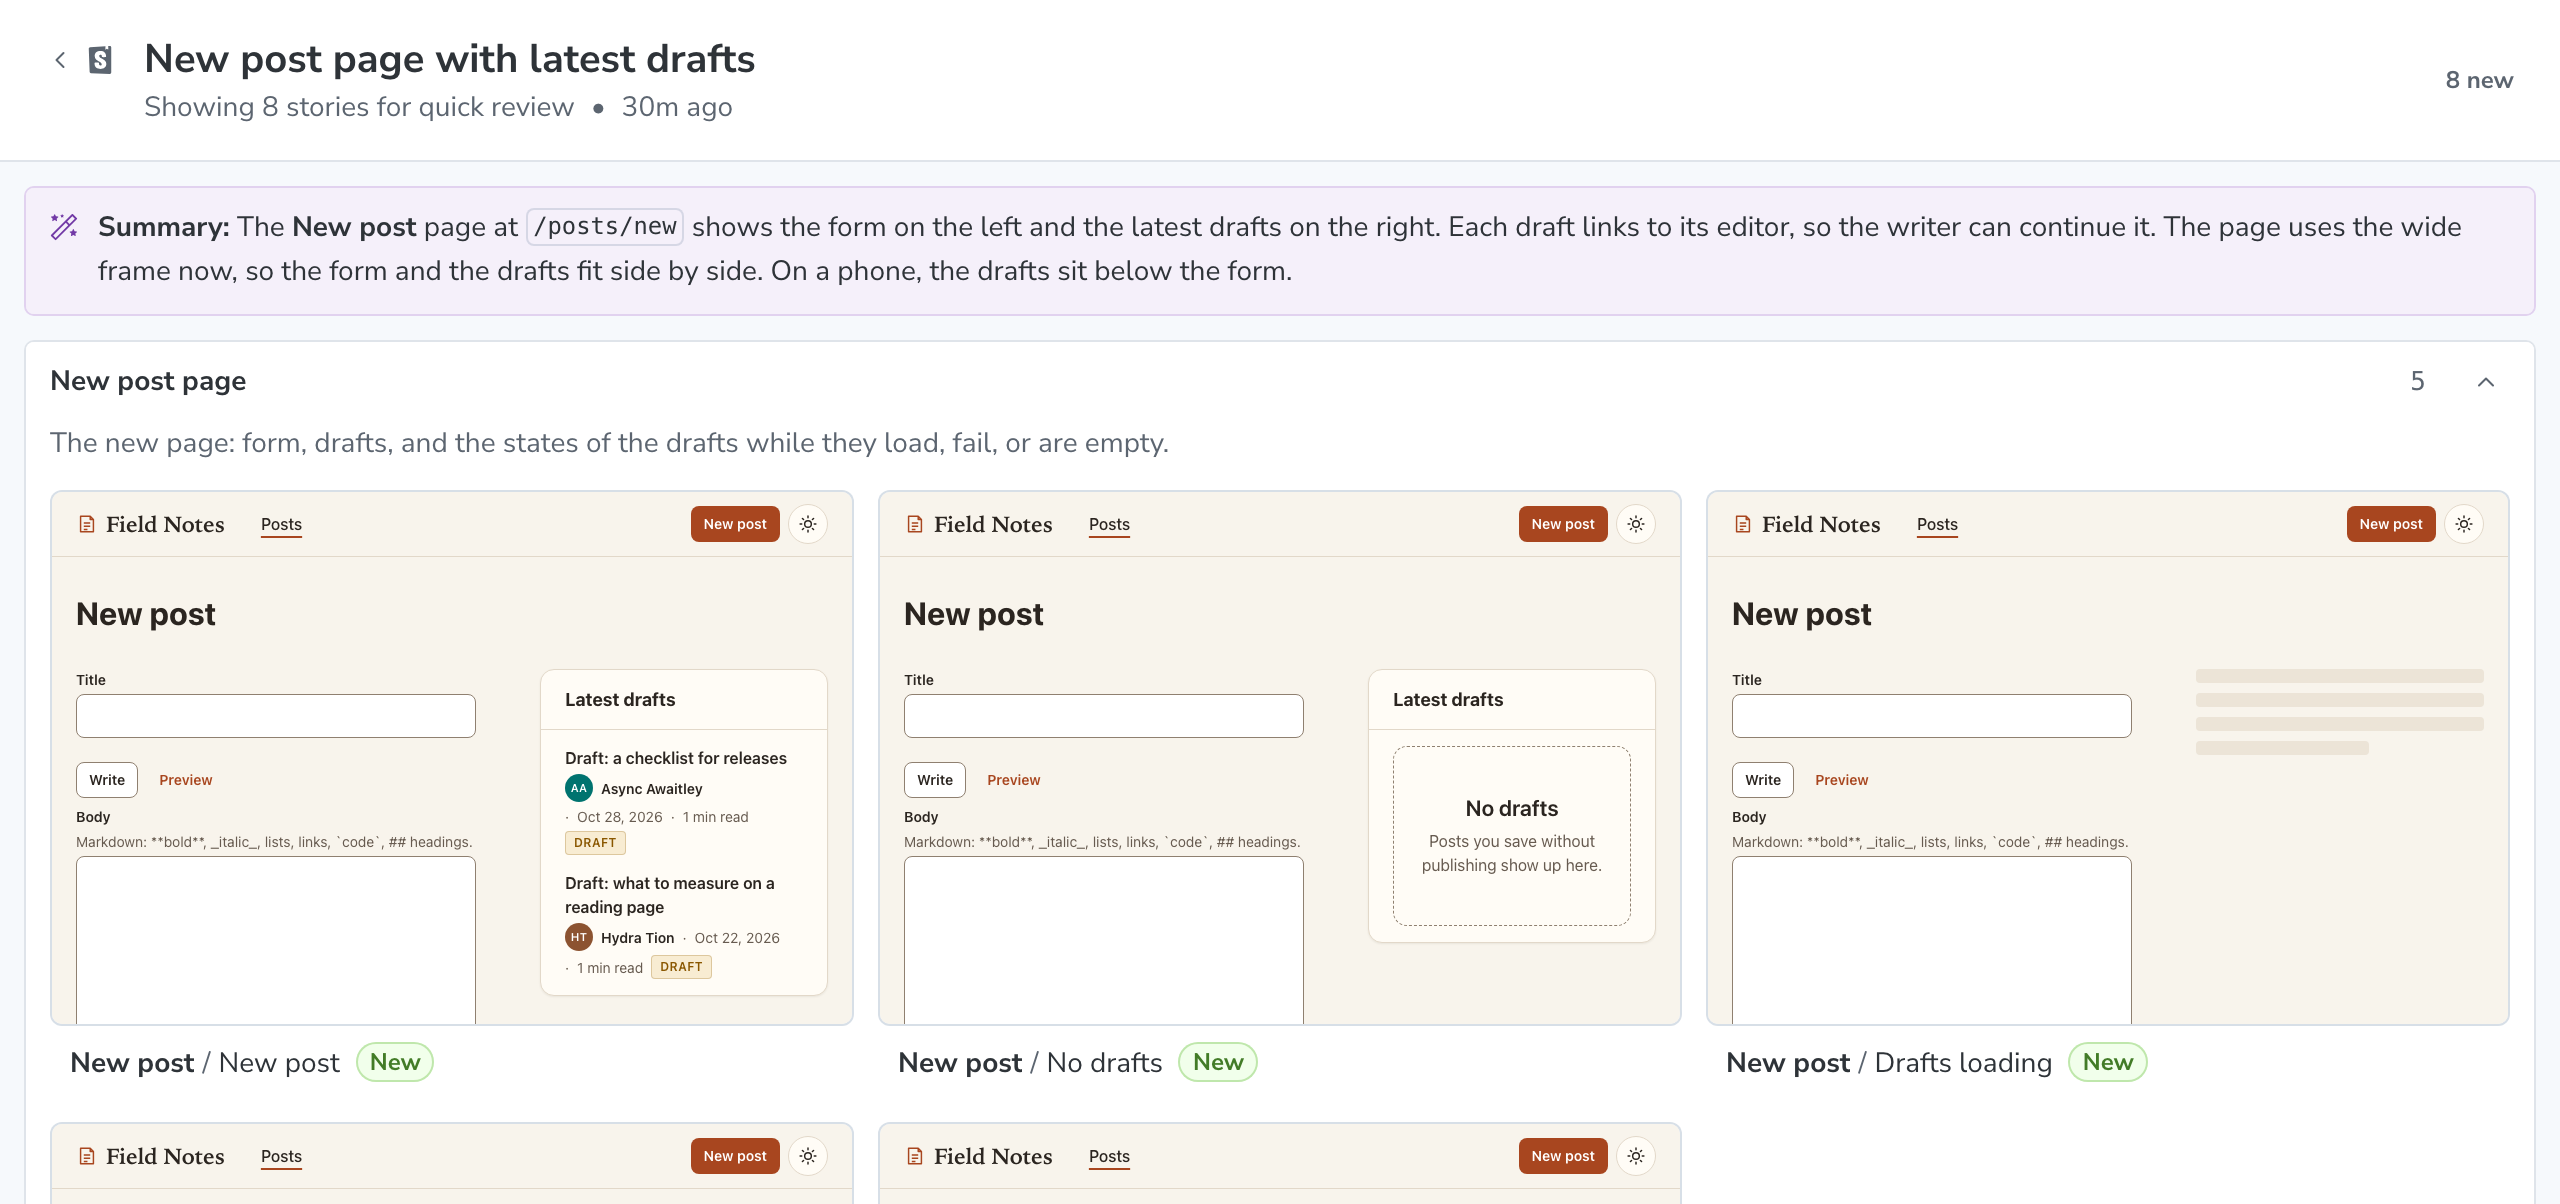 New post page with latest drafts
Showing 8 stories for quick review • 30m ago
8 new
Summary: The New post page at /posts/new shows the form on the left and the latest drafts on the right. Each draft links to its editor, so the writer can continue it. The page uses the wide
frame now, so the form and the drafts fit side by side. On a phone, the drafts sit below the form.
New post page
5
The new page: form, drafts, and the states of the drafts while they load, fail, or are empty.
Field Notes Posts New post
New post
Title
Write Preview
Body
Markdown: **bold**, _italic_, lists, links, `code`, ## headings.
Latest drafts
Draft: a checklist for releases
AA Async Awaitley
· Oct 28, 2026 · 1 min read
DRAFT
Draft: what to measure on a
reading page
HT Hydra Tion · Oct 22, 2026
· 1 min read DRAFT
New post / New post New
Field Notes Posts New post
New post
Title
Write Preview
Body
Markdown: **bold**, _italic_, lists, links, `code`, ## headings.
Latest drafts
No drafts
Posts you save without
publishing show up here.
New post / No drafts New
Field Notes Posts New post
New post
Title
Write Preview
Body
Markdown: **bold**, _italic_, lists, links, `code`, ## headings.
New post / Drafts loading New
Field Notes Posts New post
Field Notes Posts New post